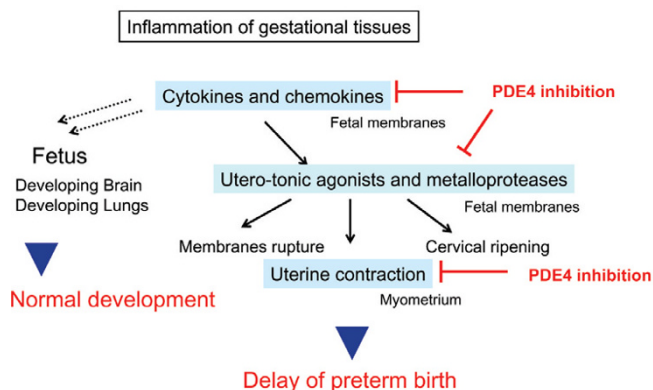 Inflammation of gestational tissues
Cytokines and chemokines
PDE4 inhibition
Fetal membranes
Fetus
Developing Brain
Developing Lungs
Utero-tonic agonists and metalloproteases
Fetal membranes
Membranes rupture
Cervical ripening
Uterine contraction
PDE4 inhibition
Myometrium
Normal development
Delay of preterm birth